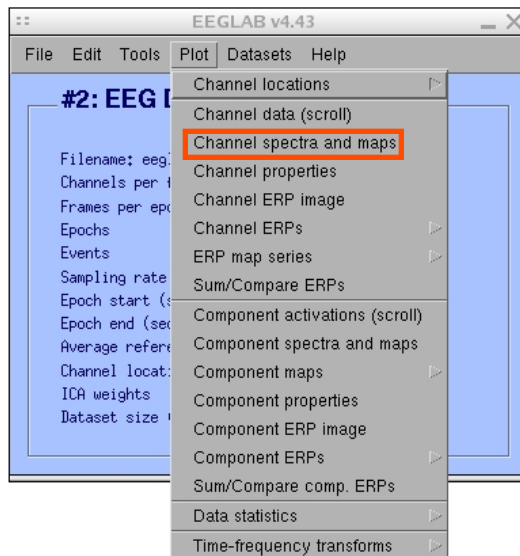 EEGLAB v4.43
File Edit Tools Plot Datasets Help
#2: EEG
Filename: eeg
Channels per
Frames per epo
Epochs
Events
Sampling rate
Epoch start (s
Epoch end (sec
Average refere
Channel locat
ICA weights
Dataset size
Channel locations
Channel data (scroll)
Channel spectra and maps
Channel properties
Channel ERP image
Channel ERPs
ERP map series
Sum/Compare ERPs
Component activations (scroll)
Component spectra and maps
Component maps
Component properties
Component ERP image
Component ERPs
Sum/Compare comp. ERPs
Data statistics
Time-frequency transforms